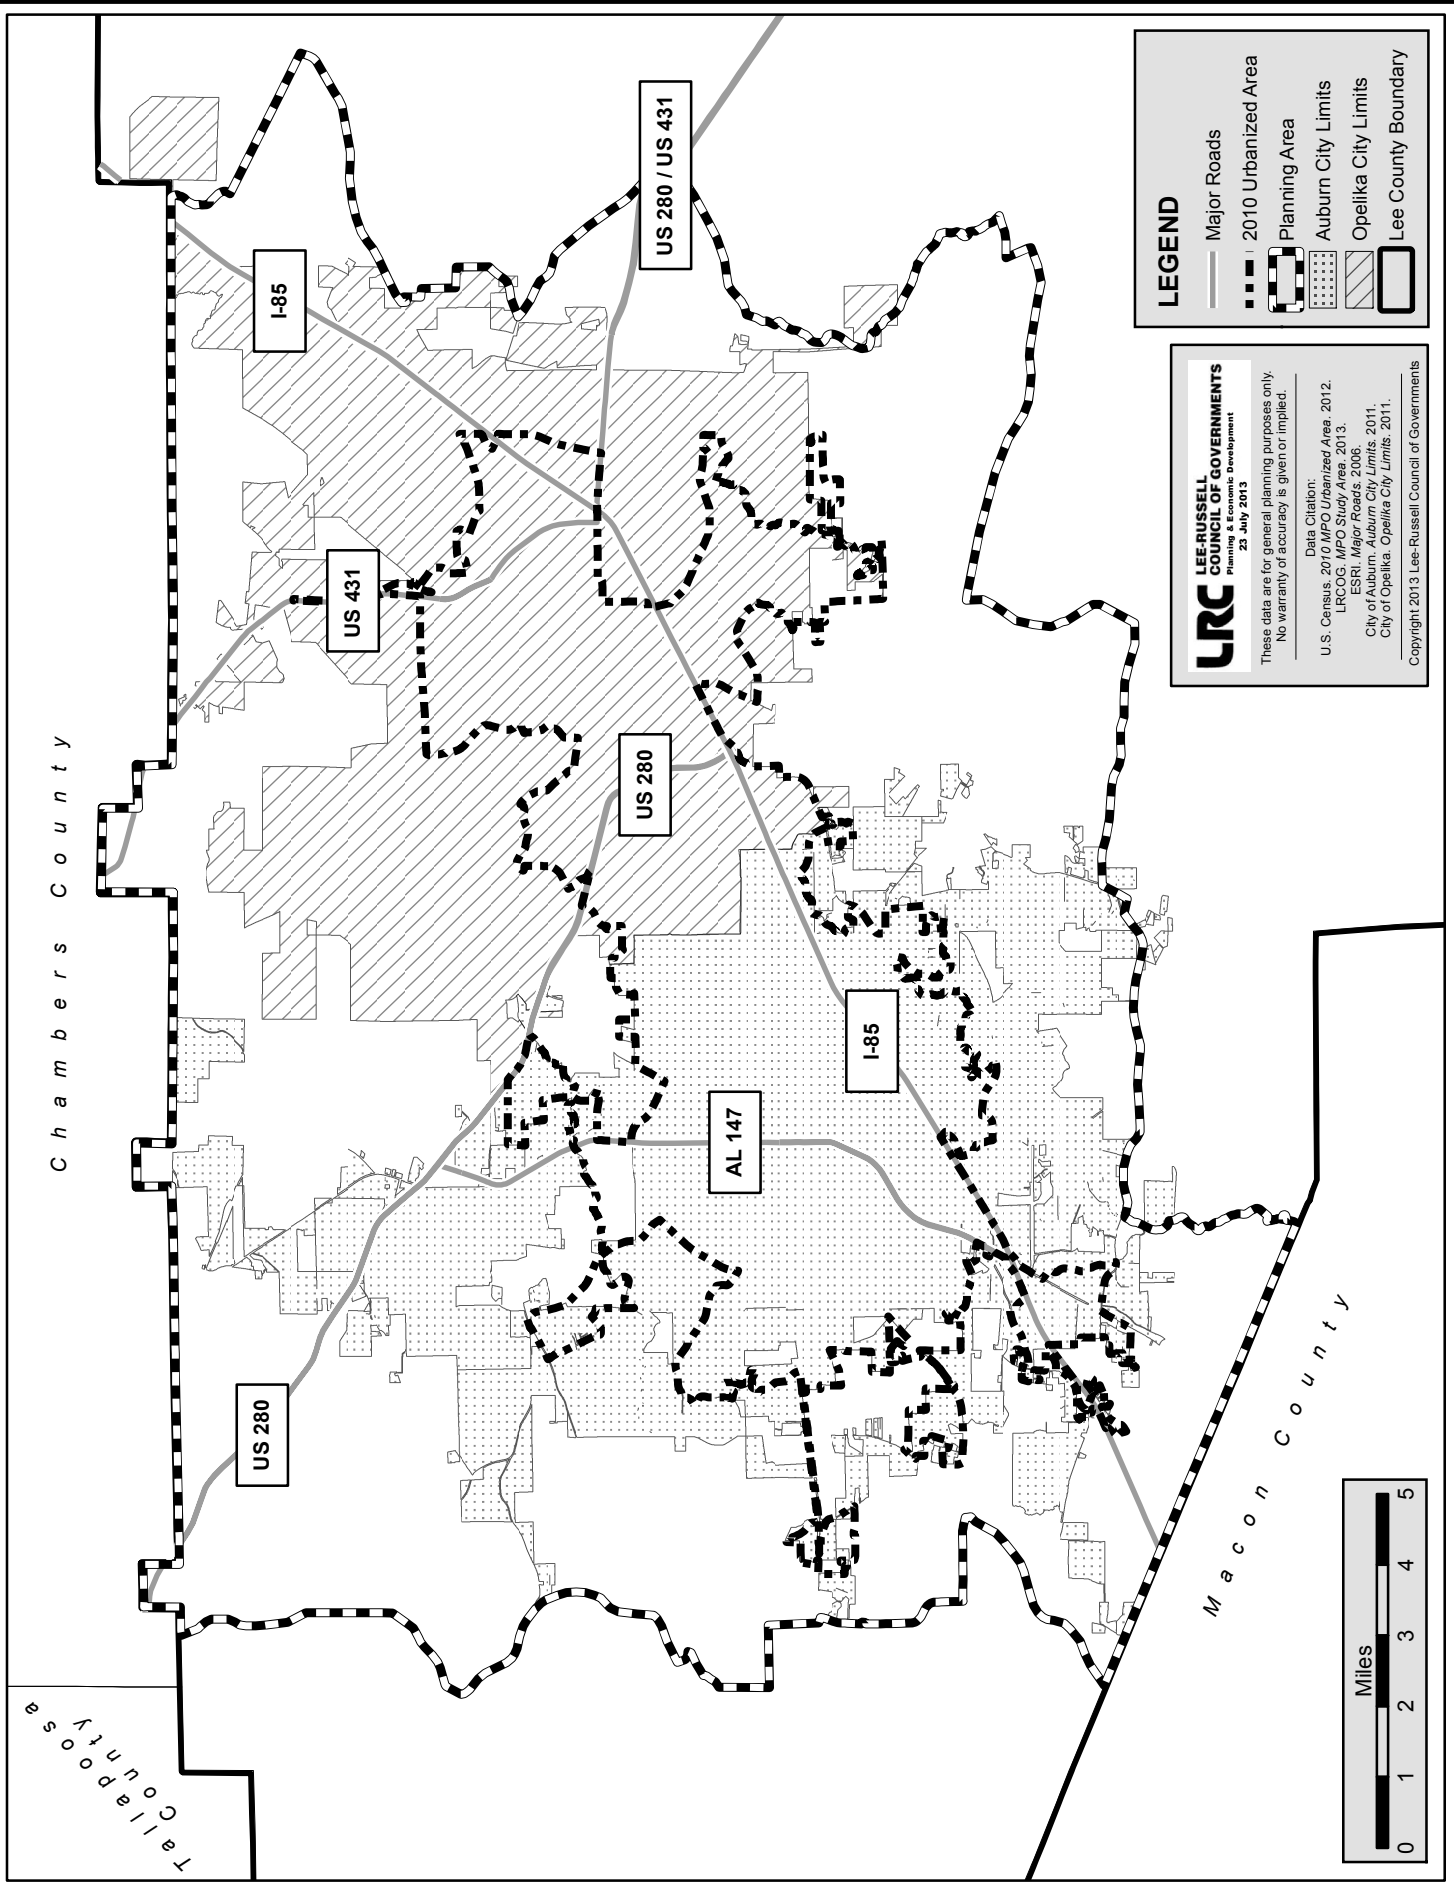 Tallapoosa
County
Chambers County
Macon County
US 280
US 431
I-85
US 280
US 280 / US 431
AL 147
I-85
Miles
0 1 2 3 4 5
LRC
LEE-RUSSELL
COUNCIL OF GOVERNMENTS
Planning & Economic Development
23 July 2013
These data are for general planning purposes only.
No warranty of accuracy is given or implied.
Data Citation:
U.S. Census. 2010 MPO Urbanized Area. 2012.
LRCOG. MPO Study Area. 2013.
ESRI. Major Roads. 2006.
City of Auburn. Auburn City Limits. 2011.
City of Opelika. Opelika City Limits. 2011.
Copyright 2013 Lee-Russell Council of Governments
LEGEND
Major Roads
2010 Urbanized Area
Planning Area
Auburn City Limits
Opelika City Limits
Lee County Boundary